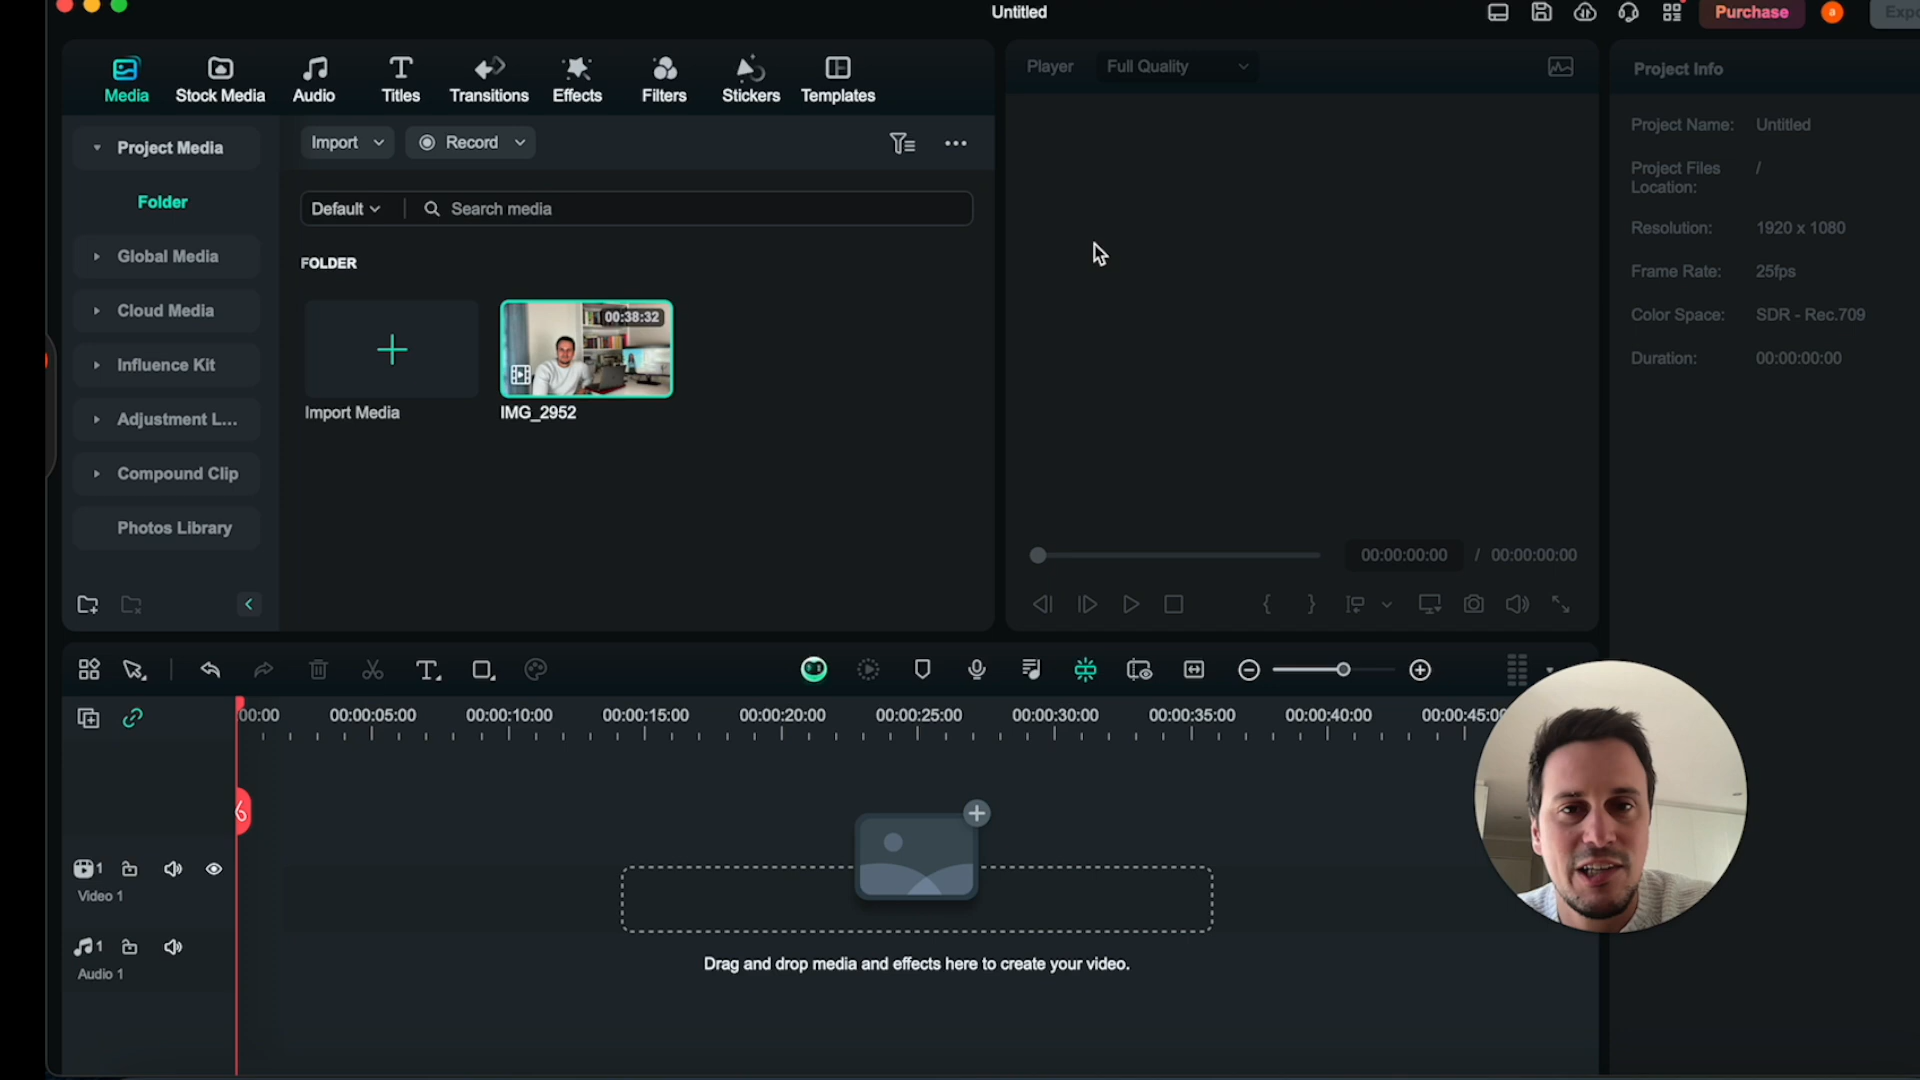 Untitled
Purchase
a
Expo
Media
Stock Media
Audio
Titles
Transitions
Effects
Filters
Stickers
Templates
Player
Full Quality
Project Info
Project Media
Import
Record
Project Name:
Untitled
Folder
Project Files
Location:
/
Default
Search media
Resolution:
1920 x 1080
Global Media
FOLDER
Frame Rate:
25fps
Cloud Media
00:38:32
Color Space:
SDR - Rec.709
Influence Kit
Duration:
00:00:00:00
Adjustment L...
Import Media
IMG_2952
Compound Clip
Photos Library
00:00:00:00
/ 00:00:00:00
00:00
00:00:05:00
00:00:10:00
00:00:15:00
00:00:20:00
00:00:25:00
00:00:30:00
00:00:35:00
00:00:40:00
00:00:45:00
6
1
Video 1
1
Audio 1
Drag and drop media and effects here to create your video.